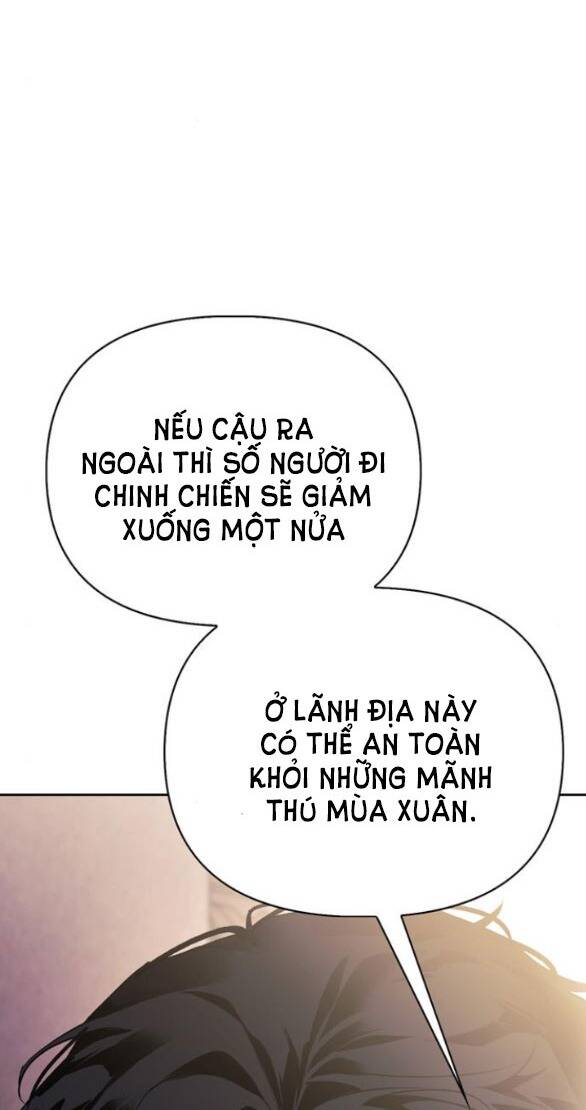 NẾU CẬU RA
NGOÀI THÌ SỐ NGƯỜI ĐI
CHINH CHIẾN SẼ GIẢM
XUỐNG MỘT NỬA
Ở LÃNH ĐỊA NÀY
CÓ THỂ AN TOÀN
KHỎI NHỮNG MÃNH
THÚ MÙA XUÂN.